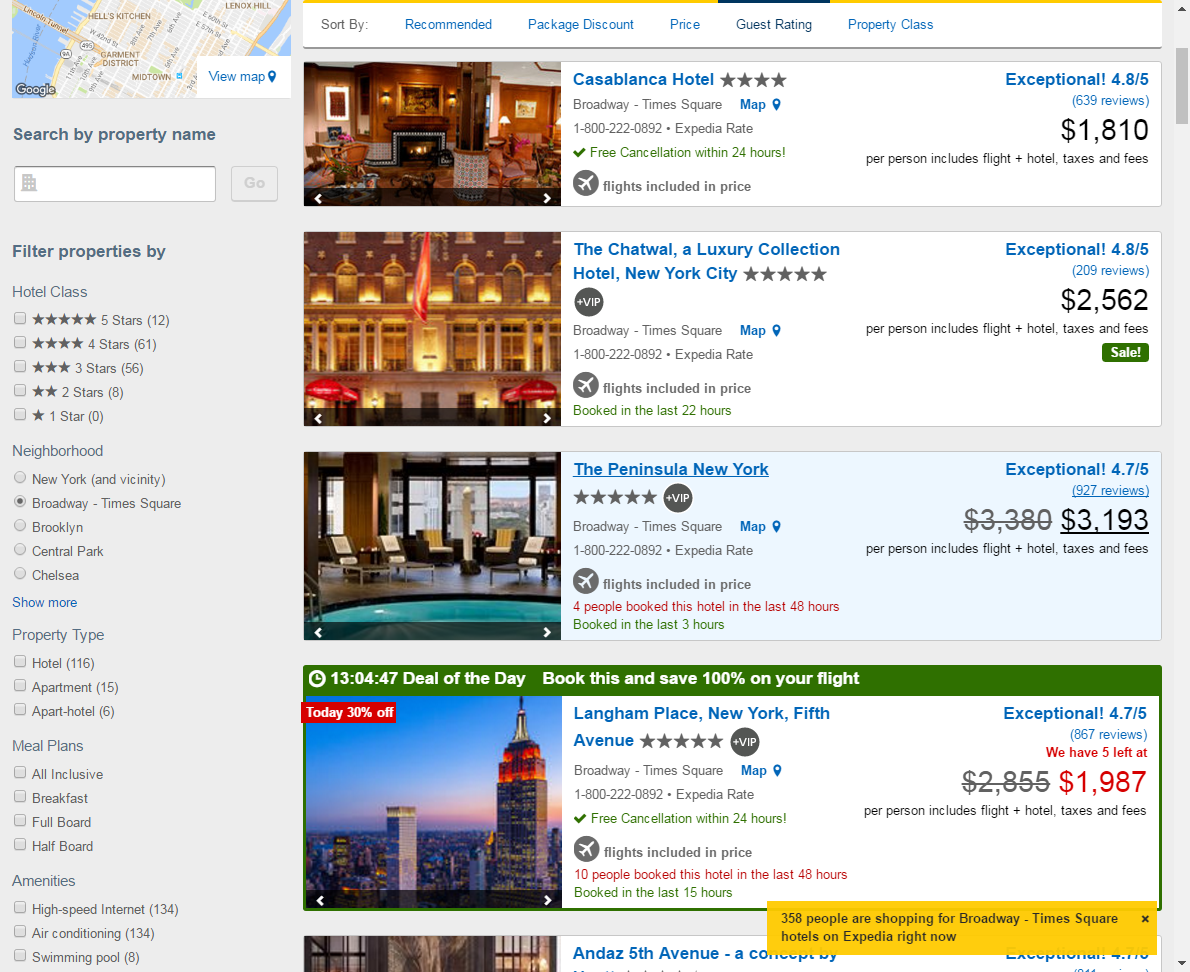 LENOX HILL
Lincoln Tunnel
HELL'S KITCHEN
W 42nd St
E 57th St
E 60th St
5th Ave
495
9A
GARMENT
DISTRICT
MIDTOWN
Hudson River
Google
View map
Search by property name
Go
Filter properties by
Hotel Class
5 Stars (12)
4 Stars (61)
3 Stars (56)
2 Stars (8)
1 Star (0)
Neighborhood
New York (and vicinity)
Broadway - Times Square
Brooklyn
Central Park
Chelsea
Show more
Property Type
Hotel (116)
Apartment (15)
Apart-hotel (6)
Meal Plans
All Inclusive
Breakfast
Full Board
Half Board
Amenities
High-speed Internet (134)
Air conditioning (134)
Swimming pool (8)
Sort By: Recommended Package Discount Price Guest Rating Property Class
Casablanca Hotel
Broadway - Times Square Map
1-800-222-0892 • Expedia Rate
Free Cancellation within 24 hours!
flights included in price
Exceptional! 4.8/5
(639 reviews)
$1,810
per person includes flight + hotel, taxes and fees
The Chatwal, a Luxury Collection
Hotel, New York City
+VIP
Broadway - Times Square Map
1-800-222-0892 • Expedia Rate
flights included in price
Booked in the last 22 hours
Exceptional! 4.8/5
(209 reviews)
$2,562
per person includes flight + hotel, taxes and fees
Sale!
The Peninsula New York
+VIP
Broadway - Times Square Map
1-800-222-0892 • Expedia Rate
flights included in price
4 people booked this hotel in the last 48 hours
Booked in the last 3 hours
Exceptional! 4.7/5
(927 reviews)
$3,380 $3,193
per person includes flight + hotel, taxes and fees
13:04:47 Deal of the Day Book this and save 100% on your flight
Today 30% off
Langham Place, New York, Fifth
Avenue +VIP
Broadway - Times Square Map
1-800-222-0892 • Expedia Rate
Free Cancellation within 24 hours!
flights included in price
10 people booked this hotel in the last 48 hours
Booked in the last 15 hours
Exceptional! 4.7/5
(867 reviews)
We have 5 left at
$2,855 $1,987
per person includes flight + hotel, taxes and fees
358 people are shopping for Broadway - Times Square
hotels on Expedia right now
Andaz 5th Avenue - a concept by
Exceptional! 4.7/5